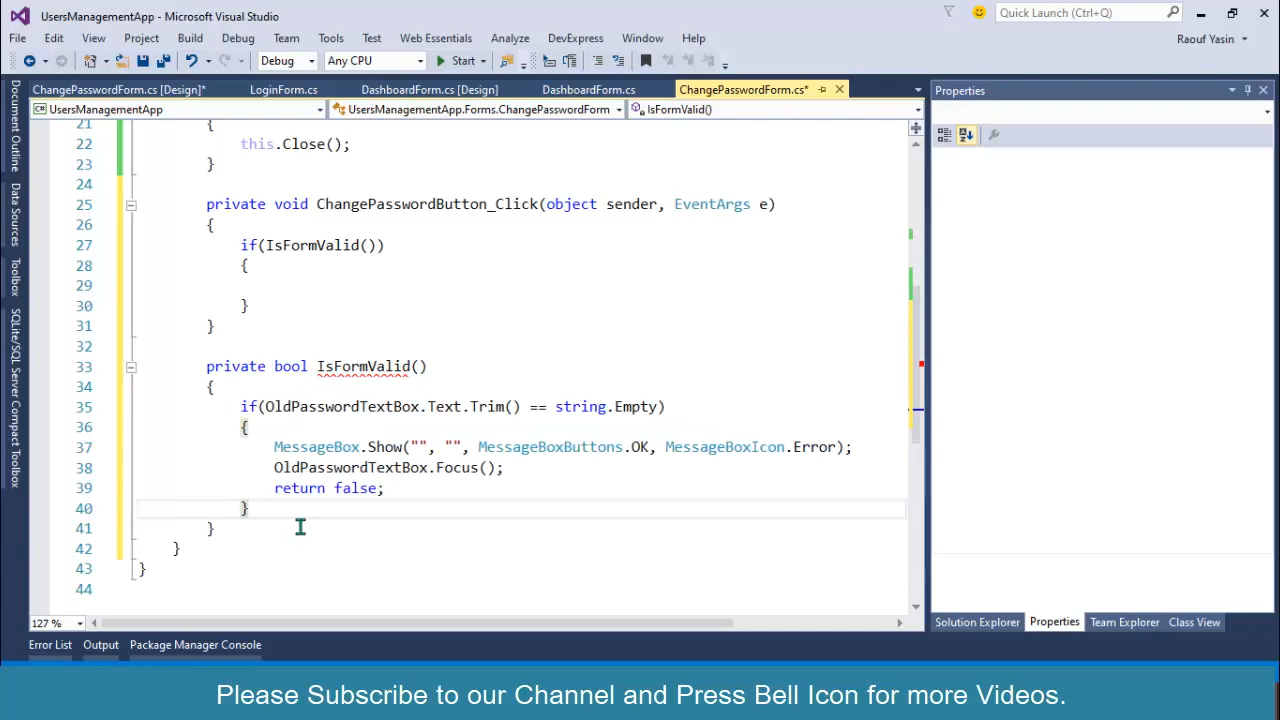 UsersManagementApp - Microsoft Visual Studio
Quick Launch (Ctrl+Q)
File Edit View Project Build Debug Team Tools Test Web Essentials Analyze DevExpress Window Help
Raouf Yasin
Debug Any CPU Start
ChangePasswordForm.cs [Design]* LoginForm.cs DashboardForm.cs [Design] DashboardForm.cs ChangePasswordForm.cs*
Properties
UsersManagementApp UsersManagementApp.Forms.ChangePasswordForm IsFormValid()
Document Outline
Data Sources
Toolbox
SQLite/SQL Server Compact Toolbox
21 {
22 this.Close();
23 }
24
25 private void ChangePasswordButton_Click(object sender, EventArgs e)
26 {
27 if(IsFormValid())
28 {
29
30 }
31 }
32
33 private bool IsFormValid()
34 {
35 if(OldPasswordTextBox.Text.Trim() == string.Empty)
36 {
37 MessageBox.Show("", "", MessageBoxButtons.OK, MessageBoxIcon.Error);
38 OldPasswordTextBox.Focus();
39 return false;
40 }
41 }
42 }
43 }
44
127 %
Solution Explorer Properties Team Explorer Class View
Error List Output Package Manager Console
Please Subscribe to our Channel and Press Bell Icon for more Videos.